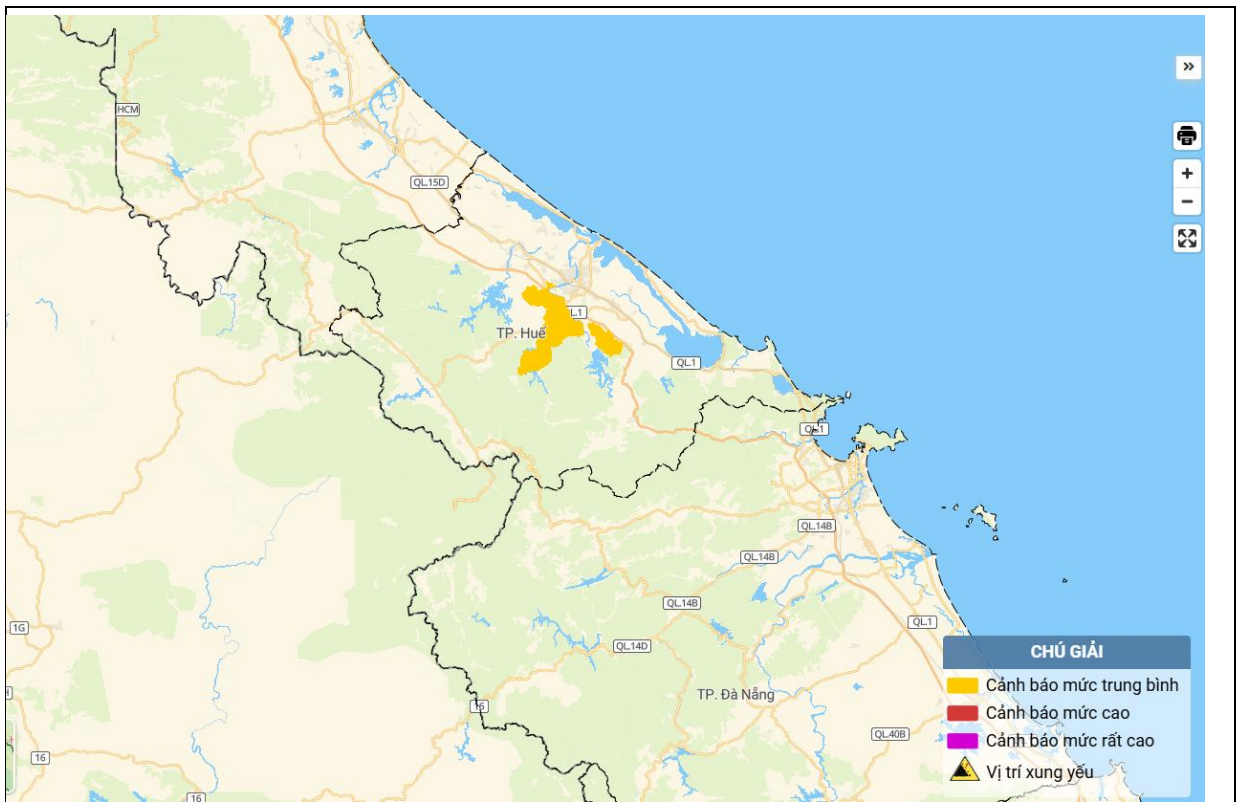 »
HCM
QL.15D
+
−
L.1
TP. Huế
QL.1
QL.1
QL.14B
QL.14B
QL.14B
1G
QL.1
QL.14D
CHÚ GIẢI
Cảnh báo mức trung bình
TP. Đà Nẵng
Cảnh báo mức cao
16
QL.40B
Cảnh báo mức rất cao
16
Vị trí xung yếu
16